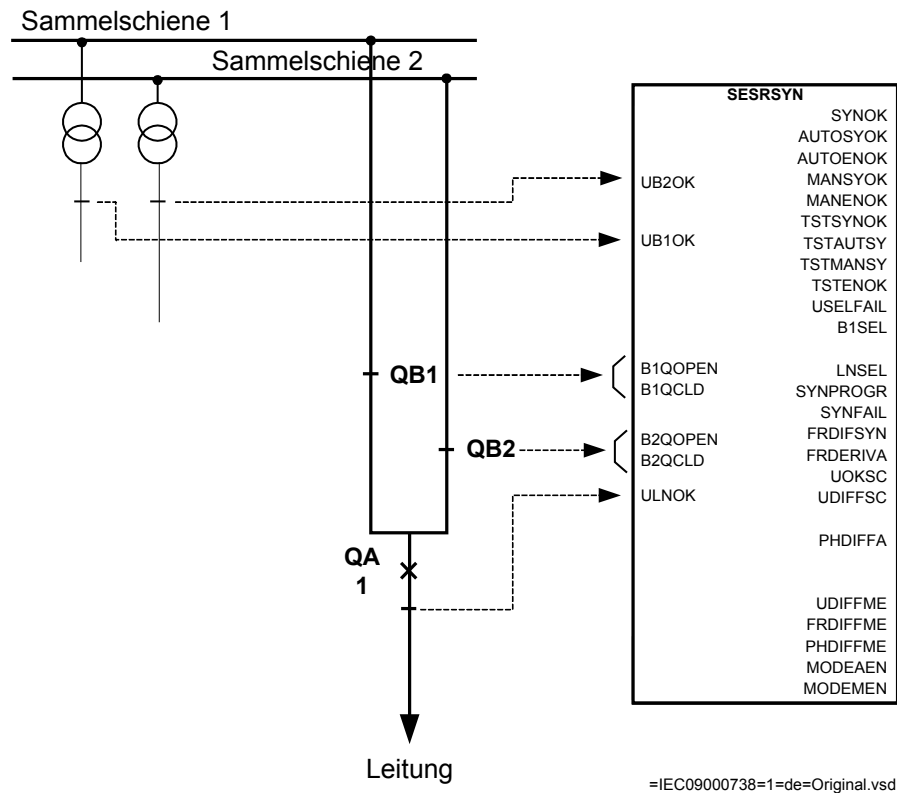 Sammelschiene 1
Sammelschiene 2
SESRSYN
UB2OK
UB1OK
B1QOPEN
B1QCLD
B2QOPEN
B2QCLD
ULNOK
SYNOK
AUTOSYOK
AUTOENOK
MANSYOK
MANENOK
TSTSYNOK
TSTAUTSY
TSTMANSY
TSTENOK
USELFAIL
B1SEL
LNSEL
SYNPROGR
SYNFAIL
FRDIFSYN
FRDERIVA
UOKSC
UDIFFSC
PHDIFFA
UDIFFME
FRDIFFME
PHDIFFME
MODEAEN
MODEMEN
QB1
QB2
QA
1
Leitung
=IEC09000738=1=de=Original.vsd